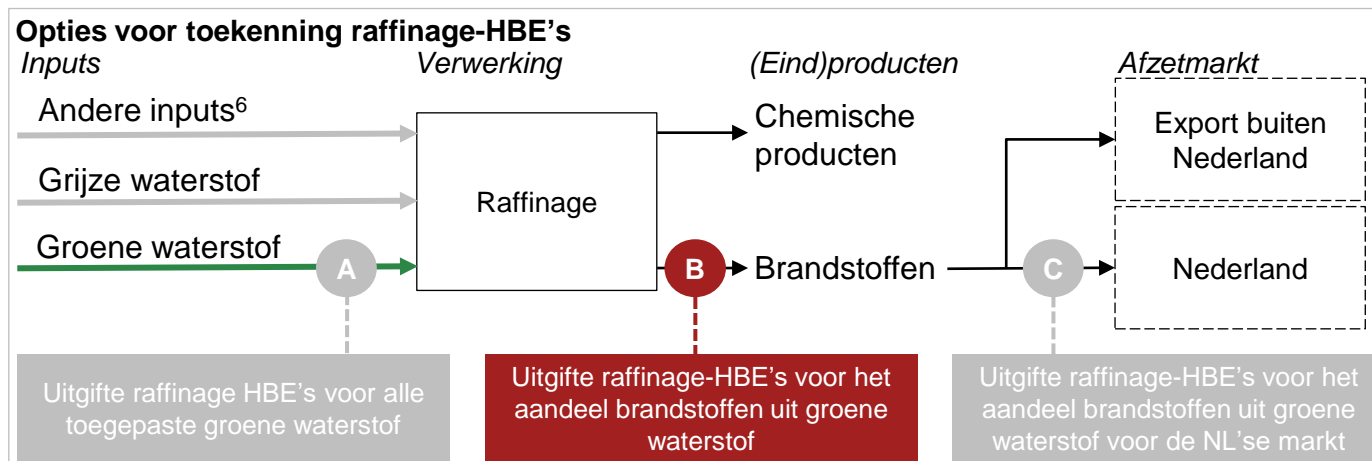 Opties voor toekenning raffinage-HBE's
Inputs
Verwerking
(Eind)producten
Afzetmarkt
Andere inputs⁶
Grijze waterstof
Groene waterstof
A
Raffinage
Chemische
producten
B
Brandstoffen
C
Export buiten
Nederland
Nederland
Uitgifte raffinage HBE's voor alle
toegepaste groene waterstof
Uitgifte raffinage-HBE's voor het
aandeel brandstoffen uit groene
waterstof
Uitgifte raffinage-HBE's voor het
aandeel brandstoffen uit groene
waterstof voor de NL'se markt